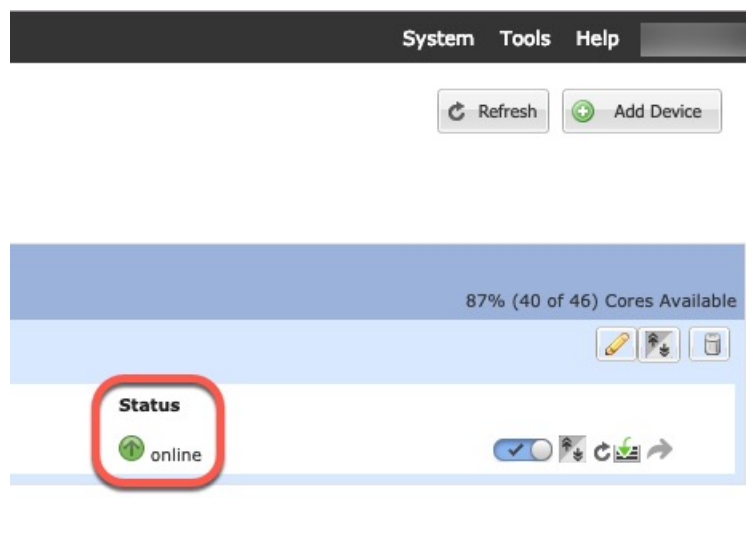 System Tools Help
Refresh Add Device
87% (40 of 46) Cores Available
Status
online